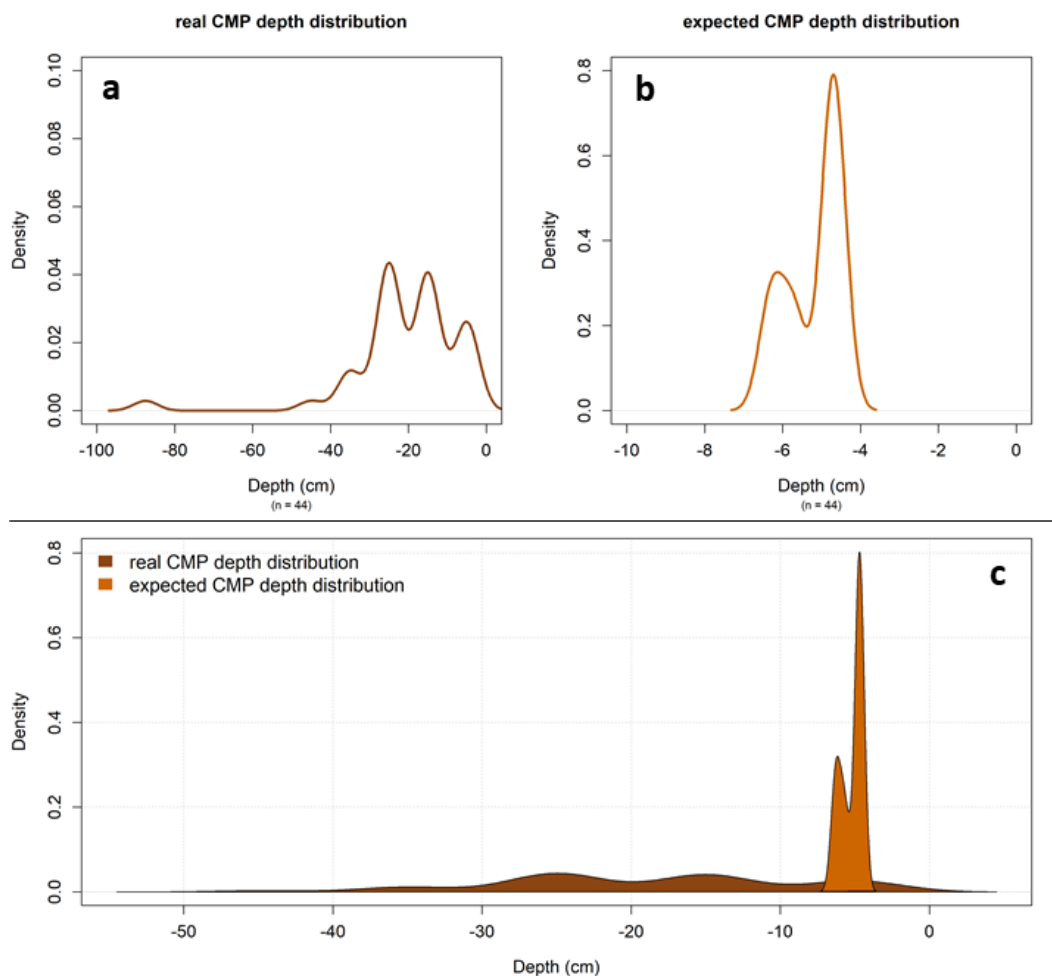 real CMP depth distribution
a
Density
0.00 0.02 0.04 0.06 0.08 0.10
-100 -80 -60 -40 -20 0
Depth (cm)
(n = 44)
expected CMP depth distribution
b
Density
0.0 0.2 0.4 0.6 0.8
-10 -8 -6 -4 -2 0
Depth (cm)
(n = 44)
real CMP depth distribution
expected CMP depth distribution
c
Density
0.0 0.2 0.4 0.6 0.8
-50 -40 -30 -20 -10 0
Depth (cm)